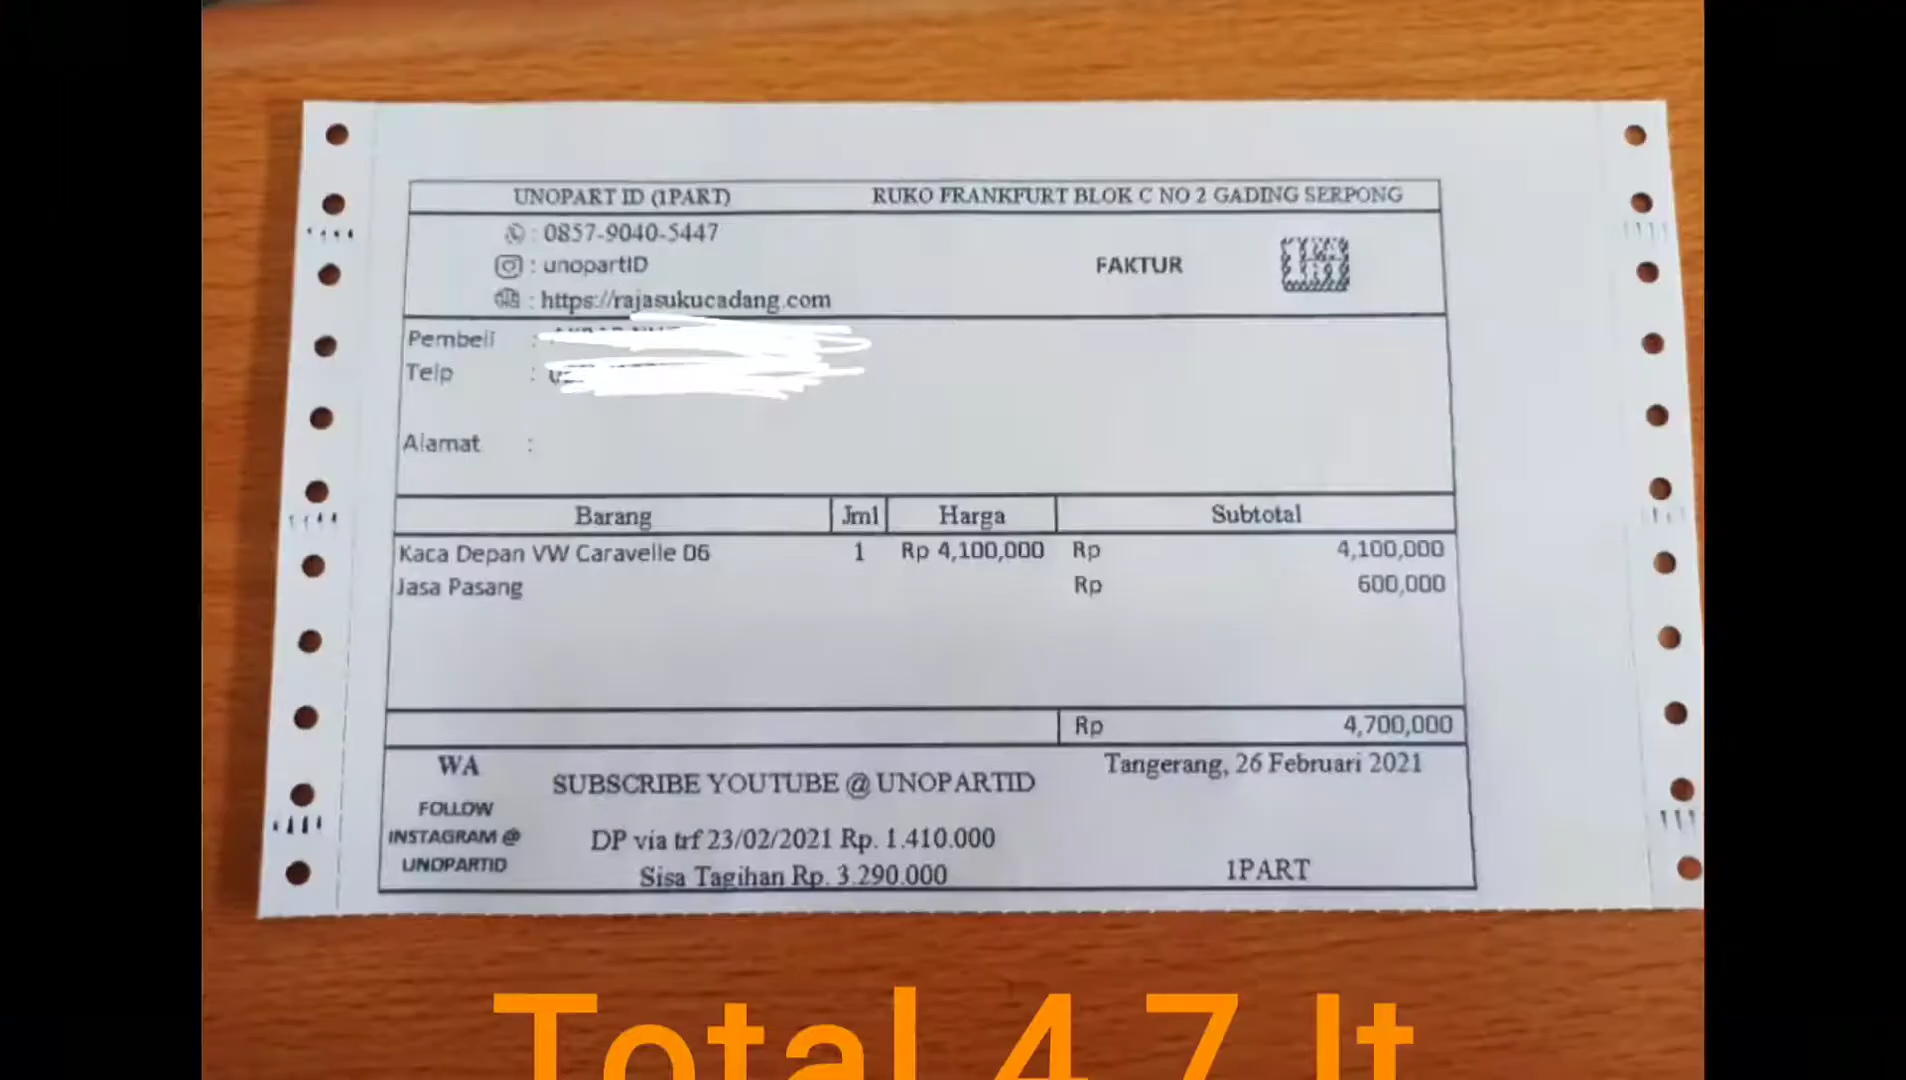 UNOPART ID (1PART) RUKO FRANKFURT BLOK C NO 2 GADING SERPONG
: 0857-9040-5447
: unopartID
FAKTUR
: https://rajasukucadang.com
Pembeli :
Telp :
Alamat :
Barang Jml Harga Subtotal
Kaca Depan VW Caravelle 06 1 Rp 4,100,000 Rp 4,100,000
Jasa Pasang Rp 600,000
Rp 4,700,000
WA
FOLLOW
INSTAGRAM @
UNOPARTID
SUBSCRIBE YOUTUBE @ UNOPARTID
DP via trf 23/02/2021 Rp. 1.410.000
Sisa Tagihan Rp. 3.290.000
Tangerang, 26 Februari 2021
1PART
Total 4,7 Jt